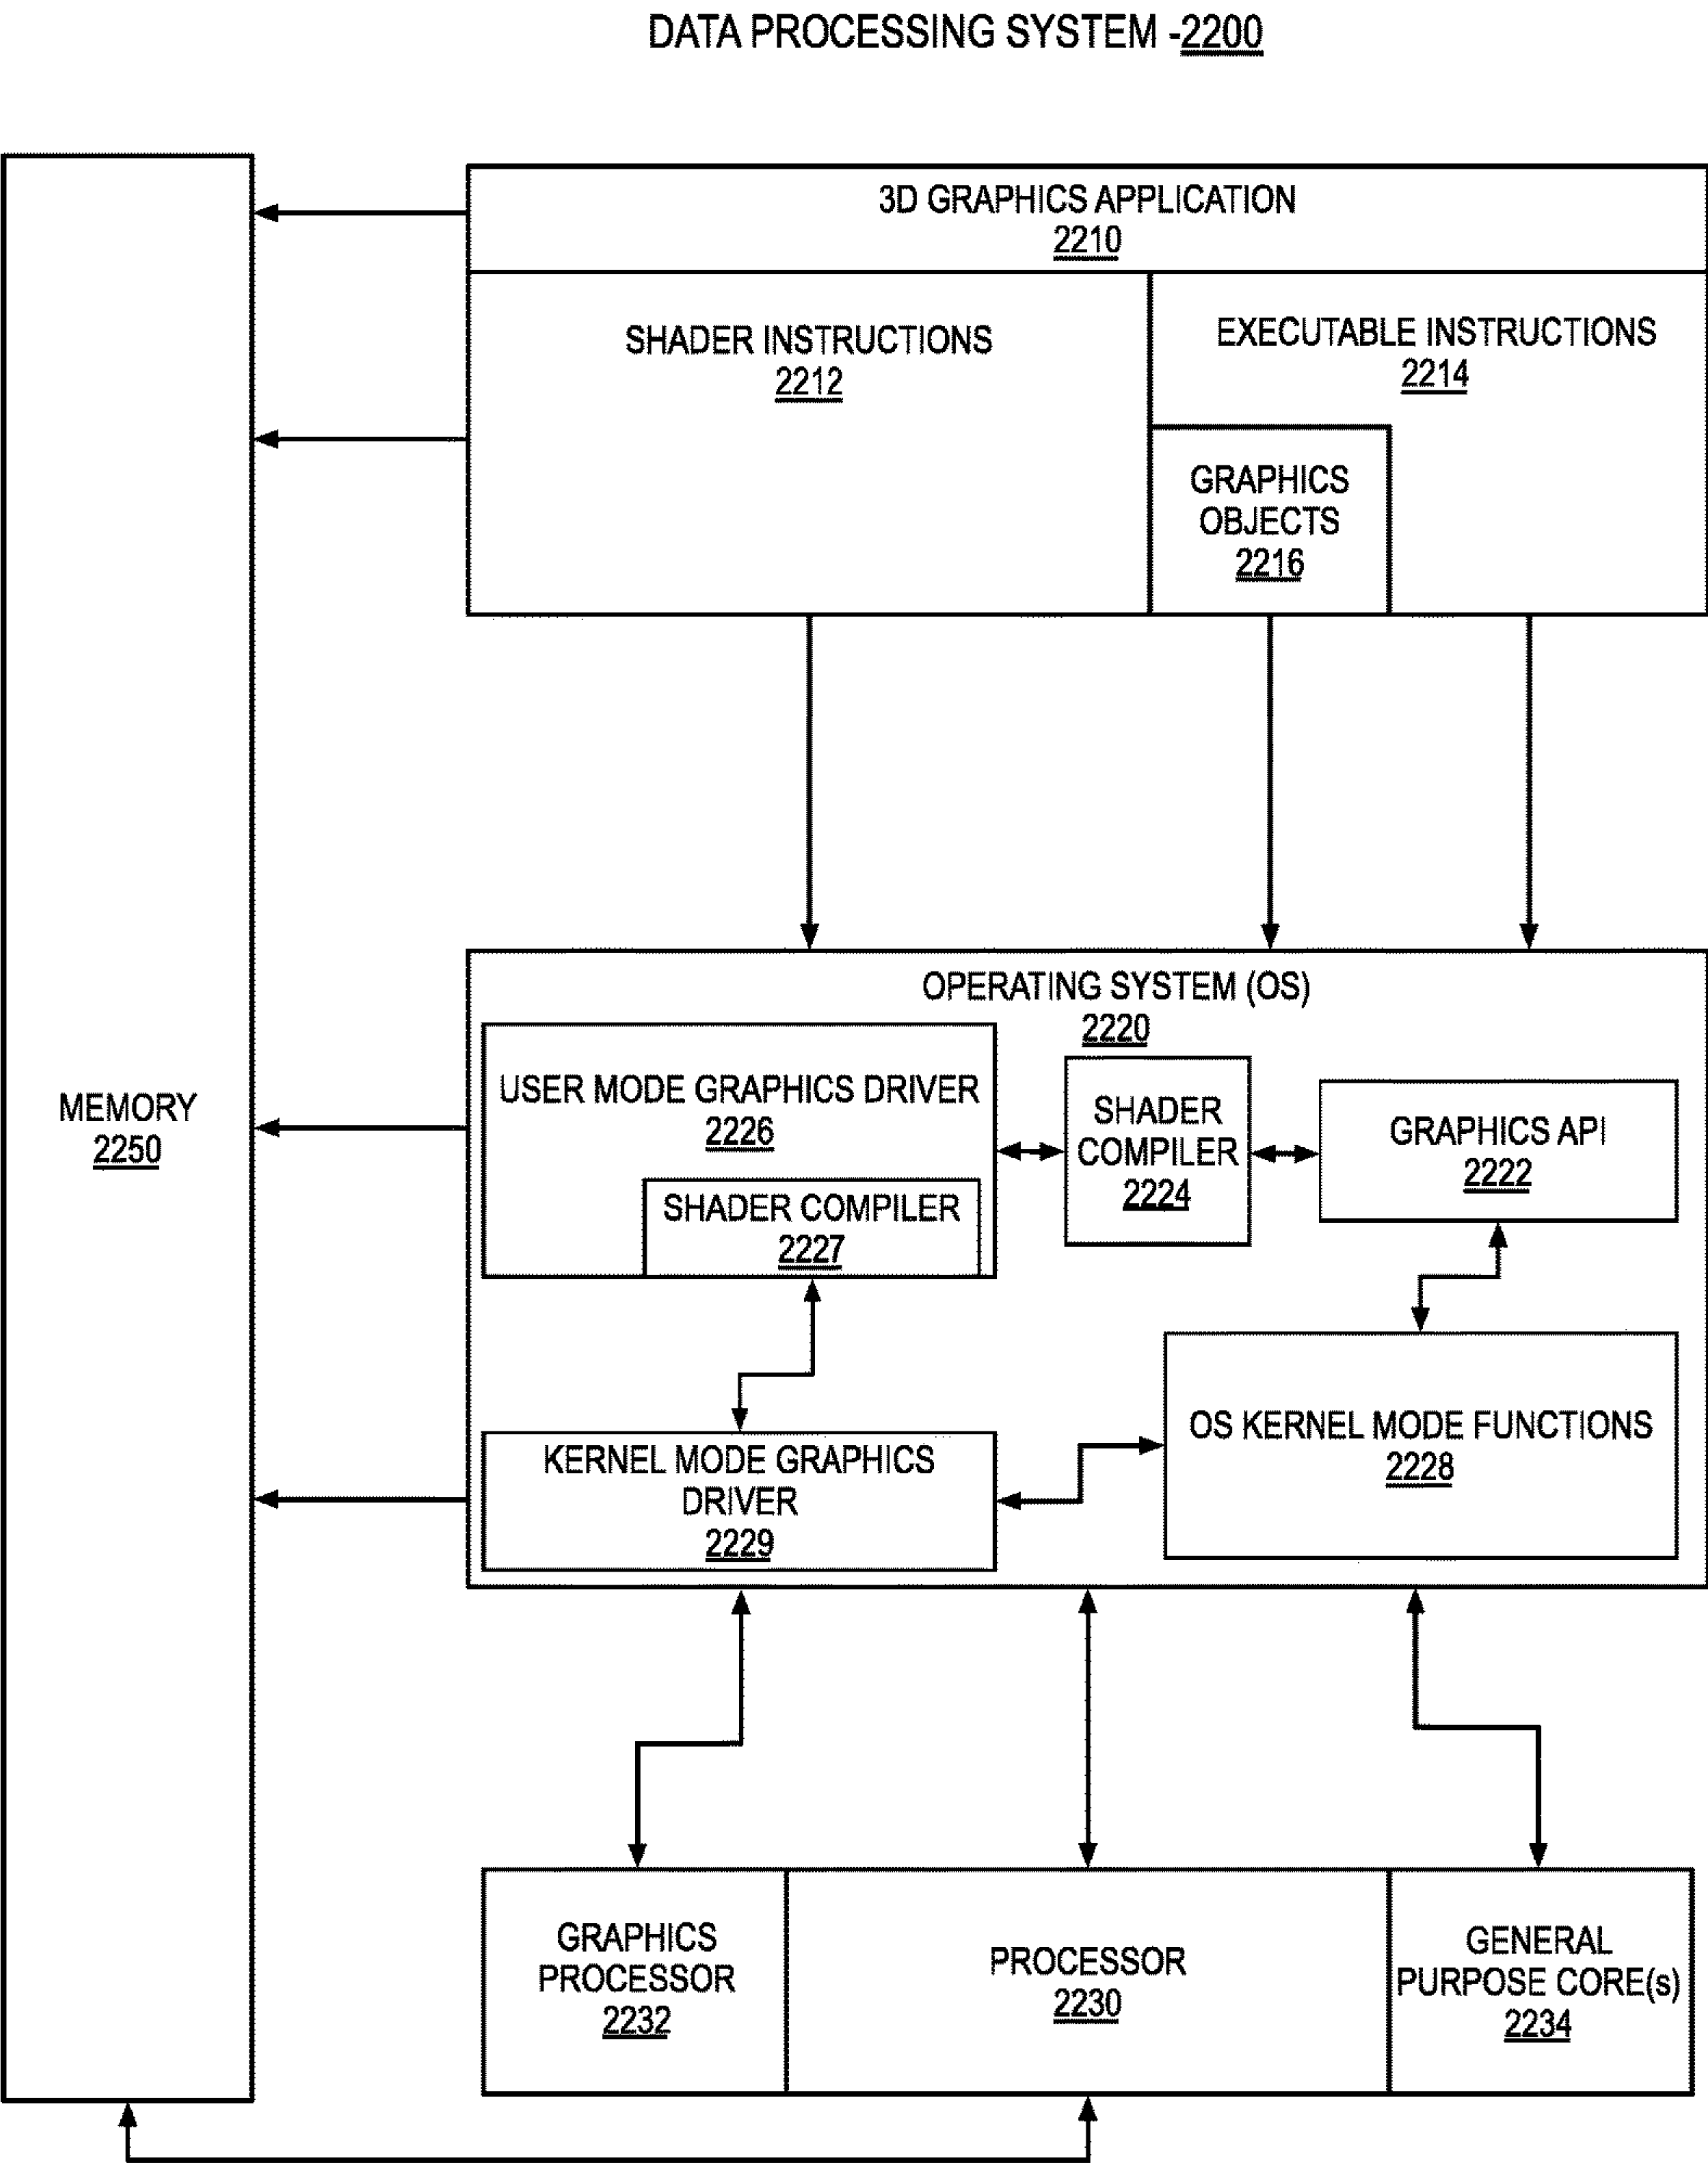 DATA PROCESSING SYSTEM -2200
3D GRAPHICS APPLICATION
2210
SHADER INSTRUCTIONS
2212
EXECUTABLE INSTRUCTIONS
2214
GRAPHICS
OBJECTS
2216
MEMORY
2250
OPERATING SYSTEM (OS)
2220
USER MODE GRAPHICS DRIVER
2226
SHADER COMPILER
2227
SHADER
COMPILER
2224
GRAPHICS API
2222
KERNEL MODE GRAPHICS
DRIVER
2229
OS KERNEL MODE FUNCTIONS
2228
GRAPHICS
PROCESSOR
2232
PROCESSOR
2230
GENERAL
PURPOSE CORE(s)
2234